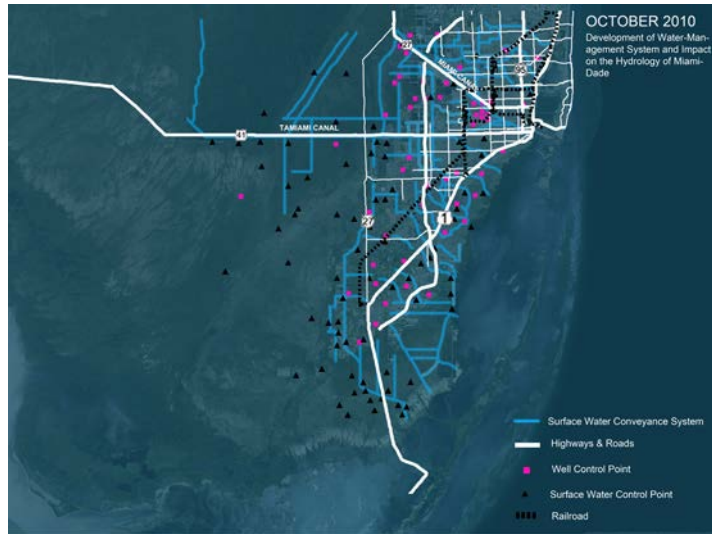 OCTOBER 2010
Development of Water-Man-
agement System and Impact
on the Hydrology of Miami-
Dade
27
MIAMI CANAL
95
TAMIAMI CANAL
41
27
1
Surface Water Conveyance System
Highways & Roads
Well Control Point
Surface Water Control Point
Railroad